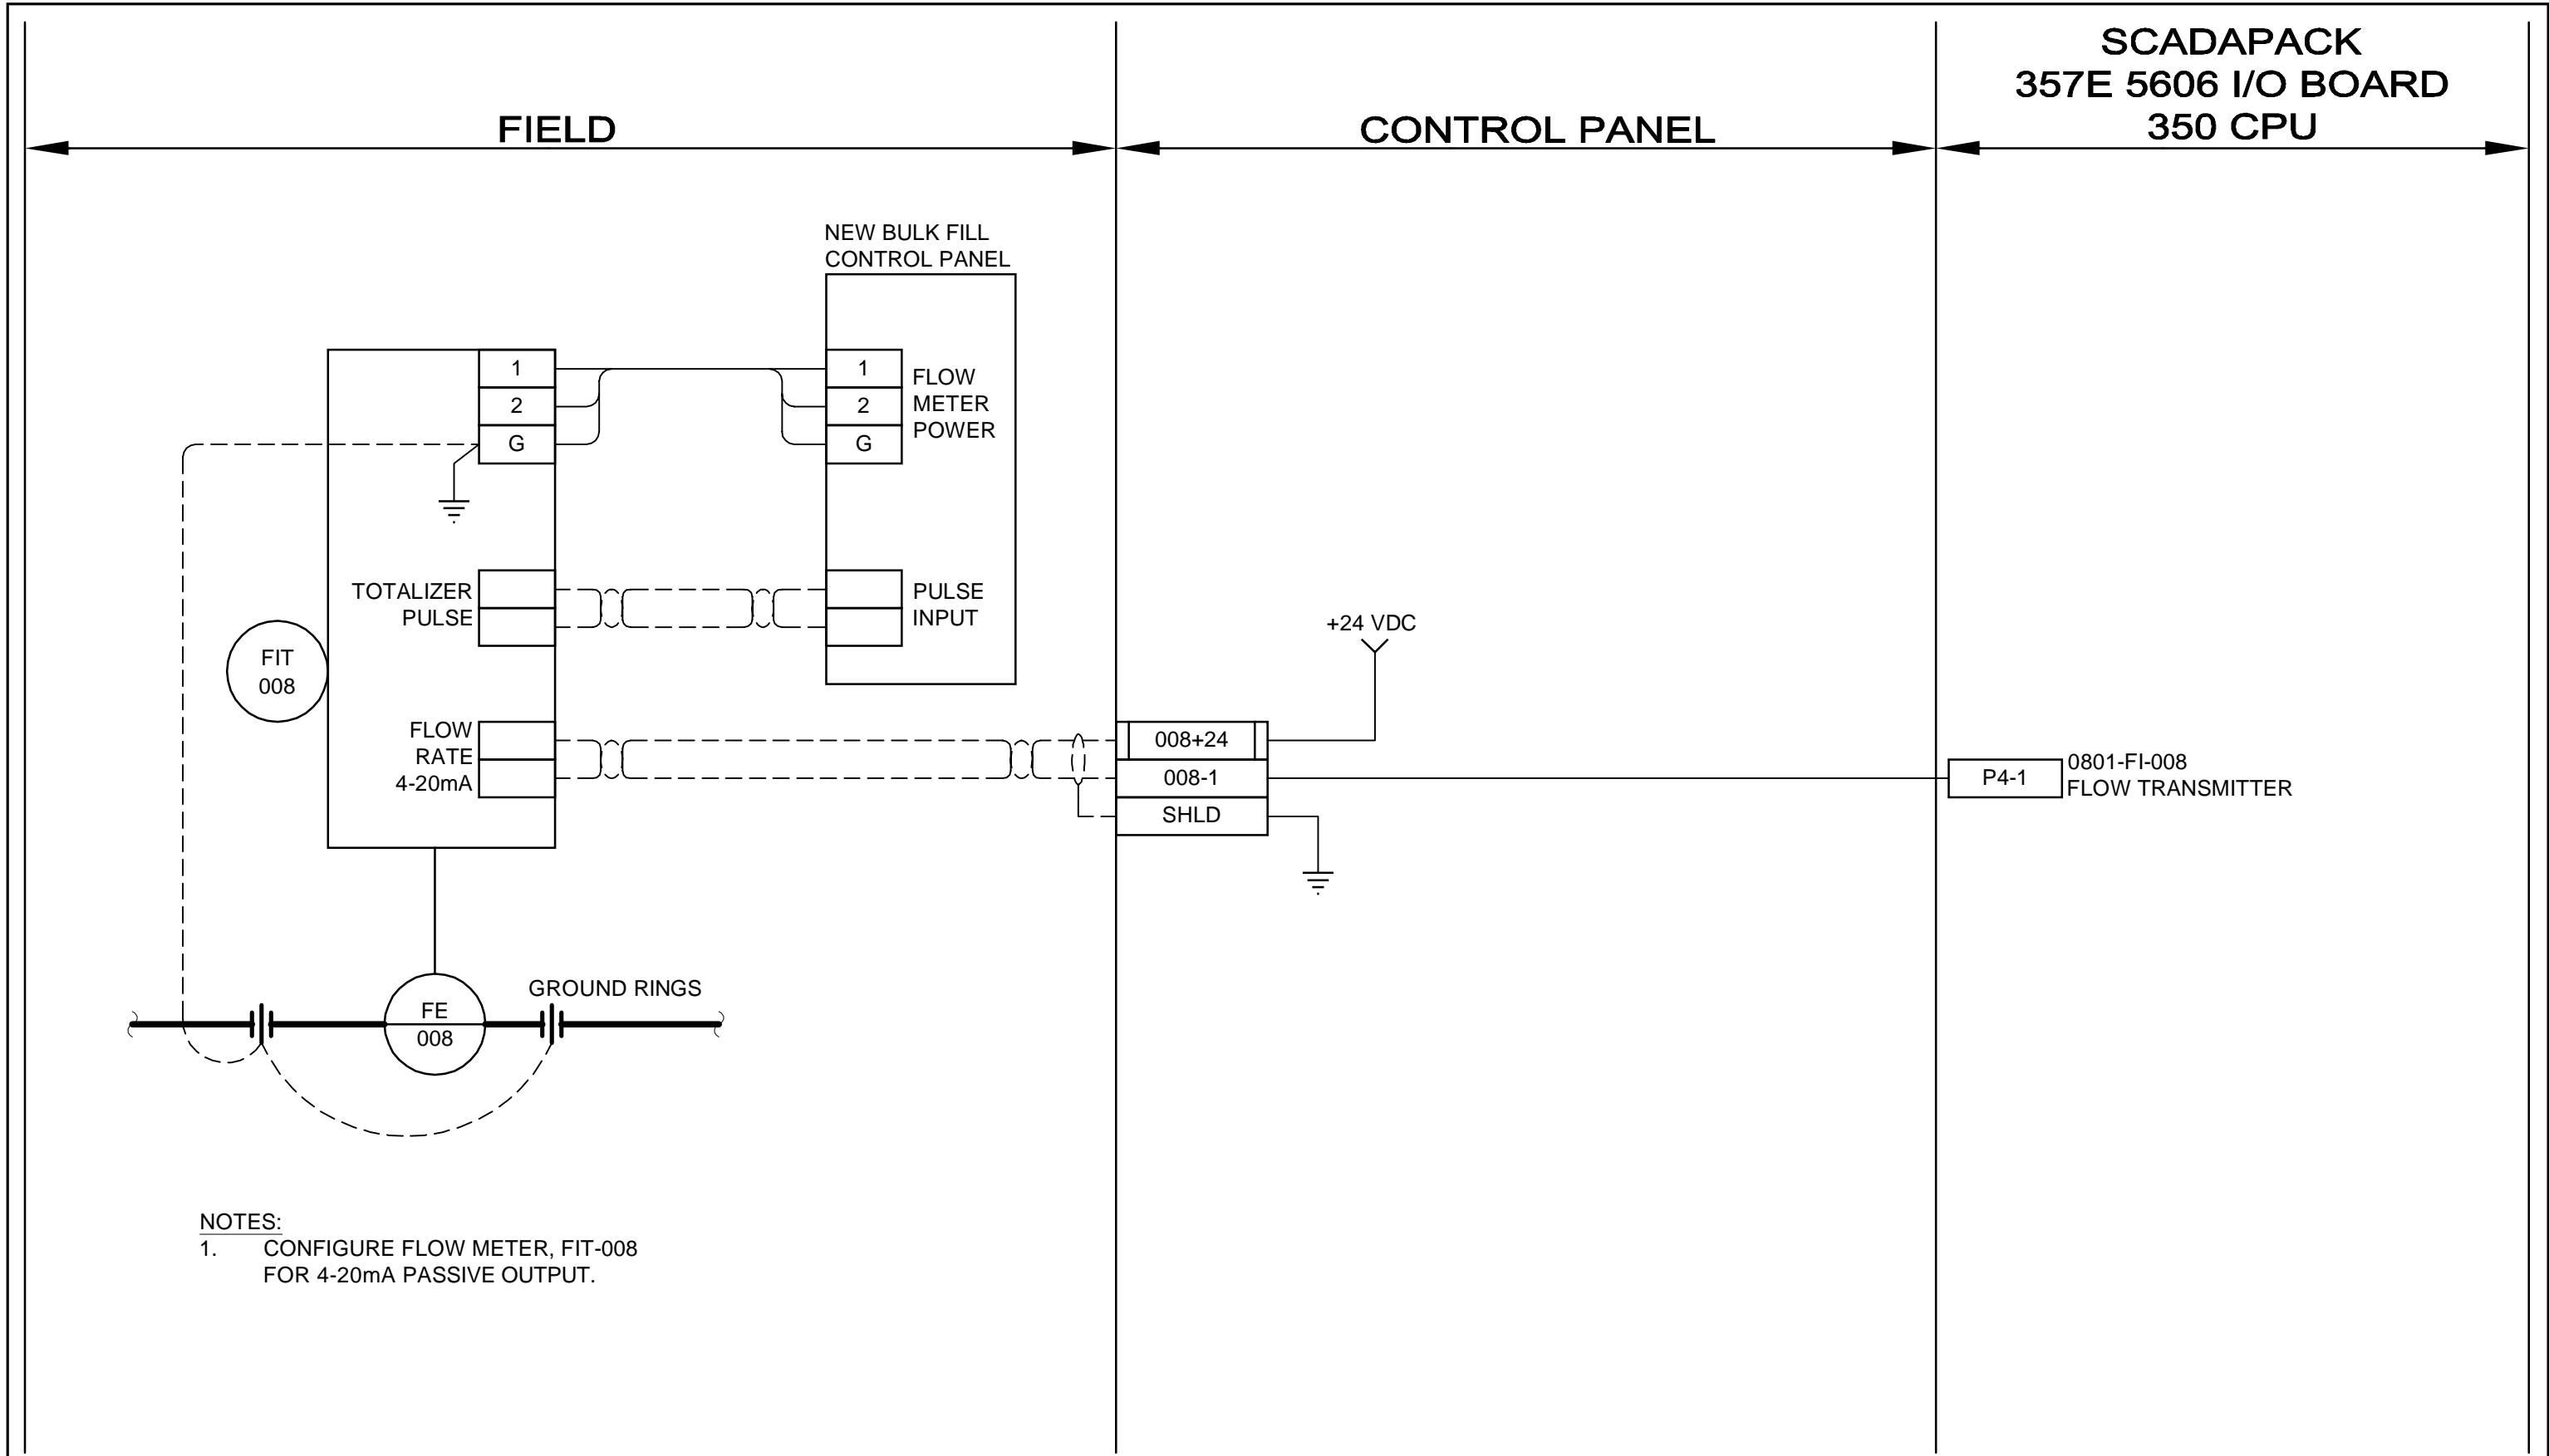 FIELD
CONTROL PANEL
SCADAPACK
357E 5606 I/O BOARD
350 CPU
NEW BULK FILL
CONTROL PANEL
1
2
G
1
2
G
FLOW
METER
POWER
TOTALIZER
PULSE
PULSE
INPUT
FIT
008
FLOW
RATE
4-20mA
+24 VDC
008+24
008-1
SHLD
P4-1
0801-FI-008
FLOW TRANSMITTER
GROUND RINGS
FE
008
NOTES:
1. CONFIGURE FLOW METER, FIT-008
FOR 4-20mA PASSIVE OUTPUT.